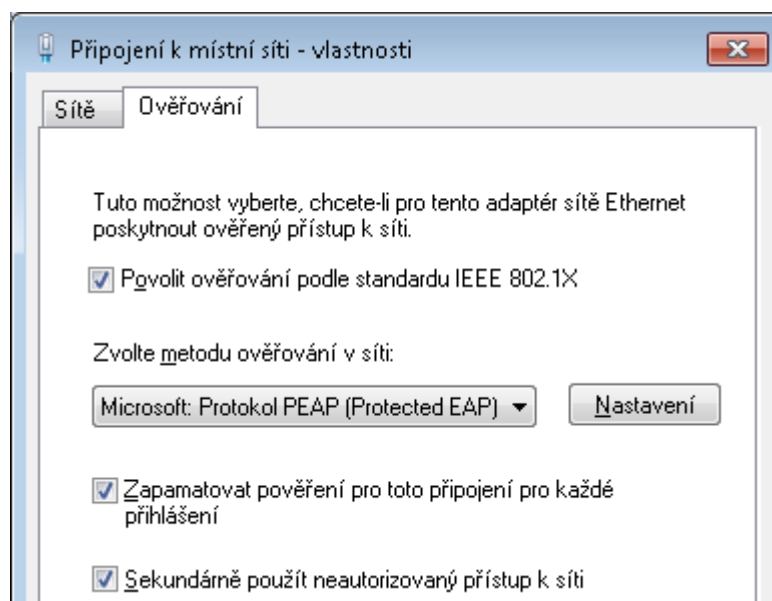 Připojení k místní síti - vlastnosti
Sítě
Ověřování
Tuto možnost vyberte, chcete-li pro tento adaptér sítě Ethernet
poskytnout ověřený přístup k síti.
Povolit ověřování podle standardu IEEE 802.1X
Zvolte metodu ověřování v síti:
Microsoft: Protokol PEAP (Protected EAP)
Nastavení
Zapamatovat pověření pro toto připojení pro každé
přihlášení
Sekundárně použít neautorizovaný přístup k síti